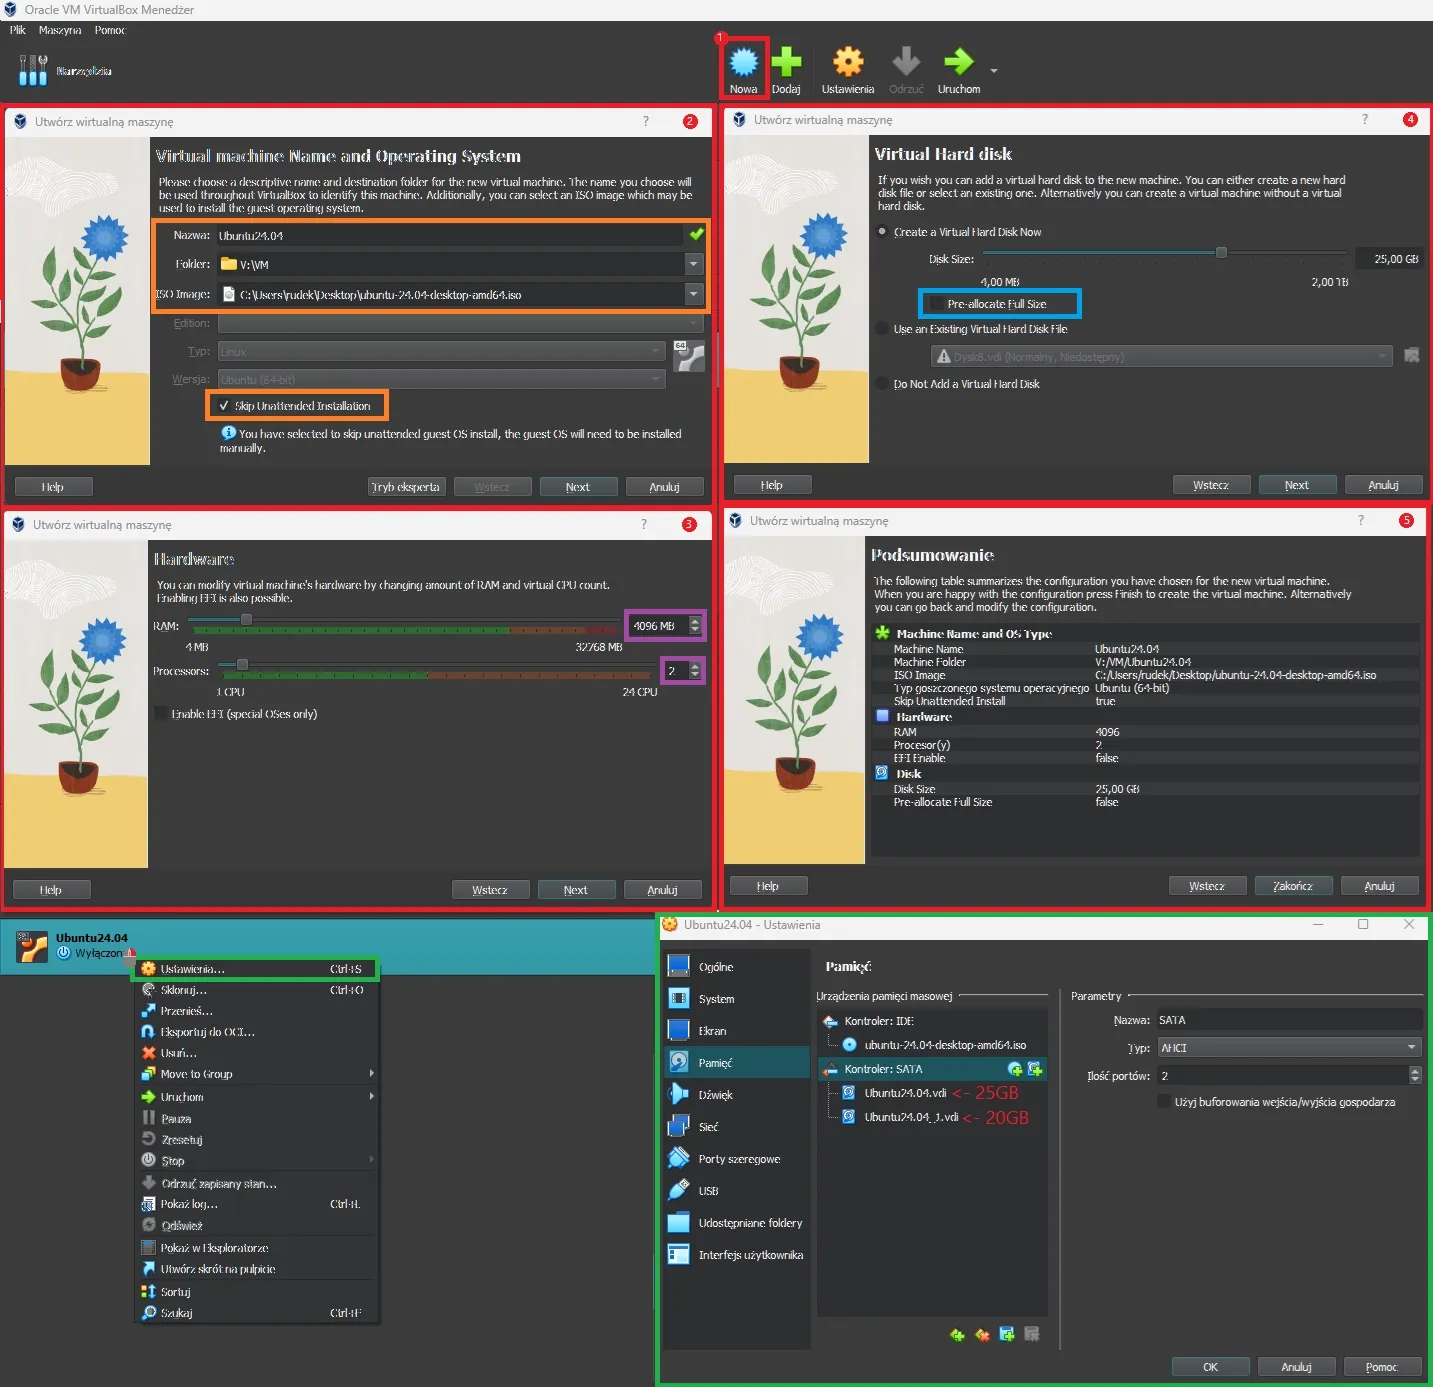 Oracle VM VirtualBox Menedżer
Plik Maszyna Pomoc
Narzędzia
1
Nowa Dodaj Ustawienia Odrzuć Uruchom
Utwórz wirtualną maszynę ? 2
Virtual machine Name and Operating System
Please choose a descriptive name and destination folder for the new virtual machine. The name you choose will
be used throughout VirtualBox to identify this machine. Additionally, you can select an ISO image which may be
used to install the guest operating system.
Nazwa: Ubuntu24.04
Folder: V:\VM
ISO Image: C:\Users\rudek\Desktop\ubuntu-24.04-desktop-amd64.iso
Edition:
Typ: Linux
64
Wersja: Ubuntu (64-bit)
Skip Unattended Installation
You have selected to skip unattended guest OS install, the guest OS will need to be installed
manually.
Help Tryb eksperta Wstecz Next Anuluj
Utwórz wirtualną maszynę ? 4
Virtual Hard disk
If you wish you can add a virtual hard disk to the new machine. You can either create a new hard
disk file or select an existing one. Alternatively you can create a virtual machine without a virtual
hard disk.
Create a Virtual Hard Disk Now
Disk Size: 25,00 GB
4,00 MB 2,00 TB
Pre-allocate Full Size
Use an Existing Virtual Hard Disk File
DyskB.vdi (Normalny, Niedostępny)
Do Not Add a Virtual Hard Disk
Help Wstecz Next Anuluj
Utwórz wirtualną maszynę ? 3
Hardware
You can modify virtual machine's hardware by changing amount of RAM and virtual CPU count.
Enabling EFI is also possible.
RAM: 4096 MB
4 MB 32768 MB
Processors: 2
1 CPU 24 CPU
Enable EFI (special OSes only)
Help Wstecz Next Anuluj
Utwórz wirtualną maszynę ? 5
Podsumowanie
The following table summarizes the configuration you have chosen for the new virtual machine.
When you are happy with the configuration press Finish to create the virtual machine. Alternatively
you can go back and modify the configuration.
Machine Name and OS Type
Machine Name Ubuntu24.04
Machine Folder V:/VM/Ubuntu24.04
ISO Image C:/Users/rudek/Desktop/ubuntu-24.04-desktop-amd64.iso
Typ goszczonego systemu operacyjnego Ubuntu (64-bit)
Skip Unattended Install true
Hardware
RAM 4096
Procesor(y) 2
EFI Enable false
Disk
Disk Size 25,00 GB
Pre-allocate Full Size false
Help Wstecz Zakończ Anuluj
Ubuntu24.04
Wyłączon
Ustawienia... Ctrl+S
Sklonuj... Ctrl+O
Przenieś...
Eksportuj do OCI...
Usuń...
Move to Group
Uruchom
Pauza
Zresetuj
Stop
Odrzuć zapisany stan...
Pokaż log... Ctrl+L
Odśwież
Pokaż w Eksploratorze
Utwórz skrót na pulpicie
Sortuj
Szukaj Ctrl+F
Ubuntu24.04 - Ustawienia
Ogólne
System
Ekran
Pamięć
Dźwięk
Sieć
Porty szeregowe
USB
Udostępniane foldery
Interfejs użytkownika
Pamięć
Urządzenia pamięci masowej
Kontroler: IDE
ubuntu-24.04-desktop-amd64.iso
Kontroler: SATA
Ubuntu24.04.vdi <- 25GB
Ubuntu24.04_1.vdi <- 20GB
Parametry
Nazwa: SATA
Typ: AHCI
Ilość portów: 2
Użyj buforowania wejścia/wyjścia gospodarza
OK Anuluj Pomoc